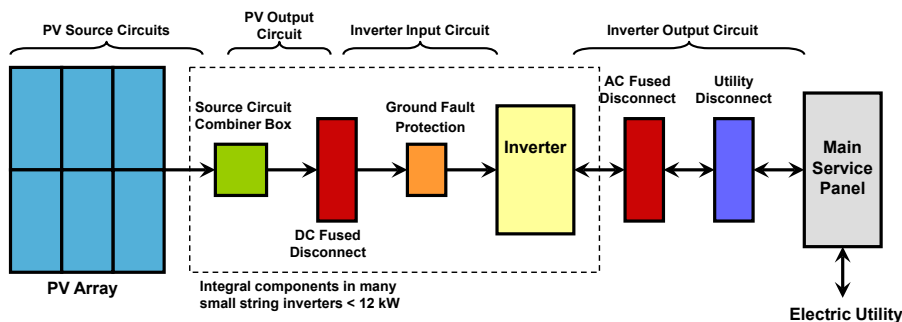 PV Source Circuits
PV Output
Circuit
Inverter Input Circuit
Inverter Output Circuit
Source Circuit
Combiner Box
DC Fused
Disconnect
Ground Fault
Protection
Inverter
AC Fused
Disconnect
Utility
Disconnect
Main
Service
Panel
PV Array
Integral components in many
small string inverters < 12 kW
Electric Utility